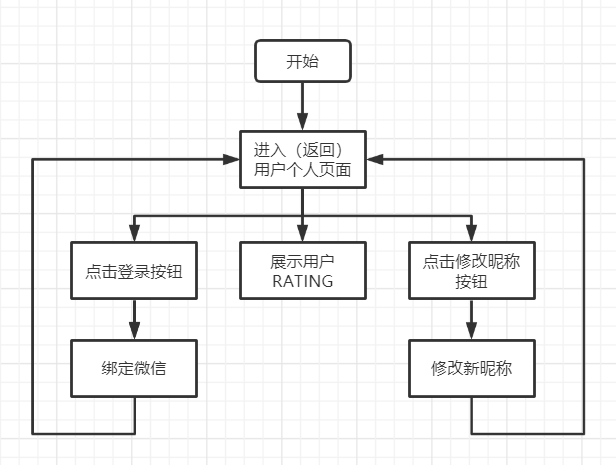 开始
进入（返回）
用户个人页面
点击登录按钮
展示用户
RATING
点击修改昵称
按钮
绑定微信
修改新昵称